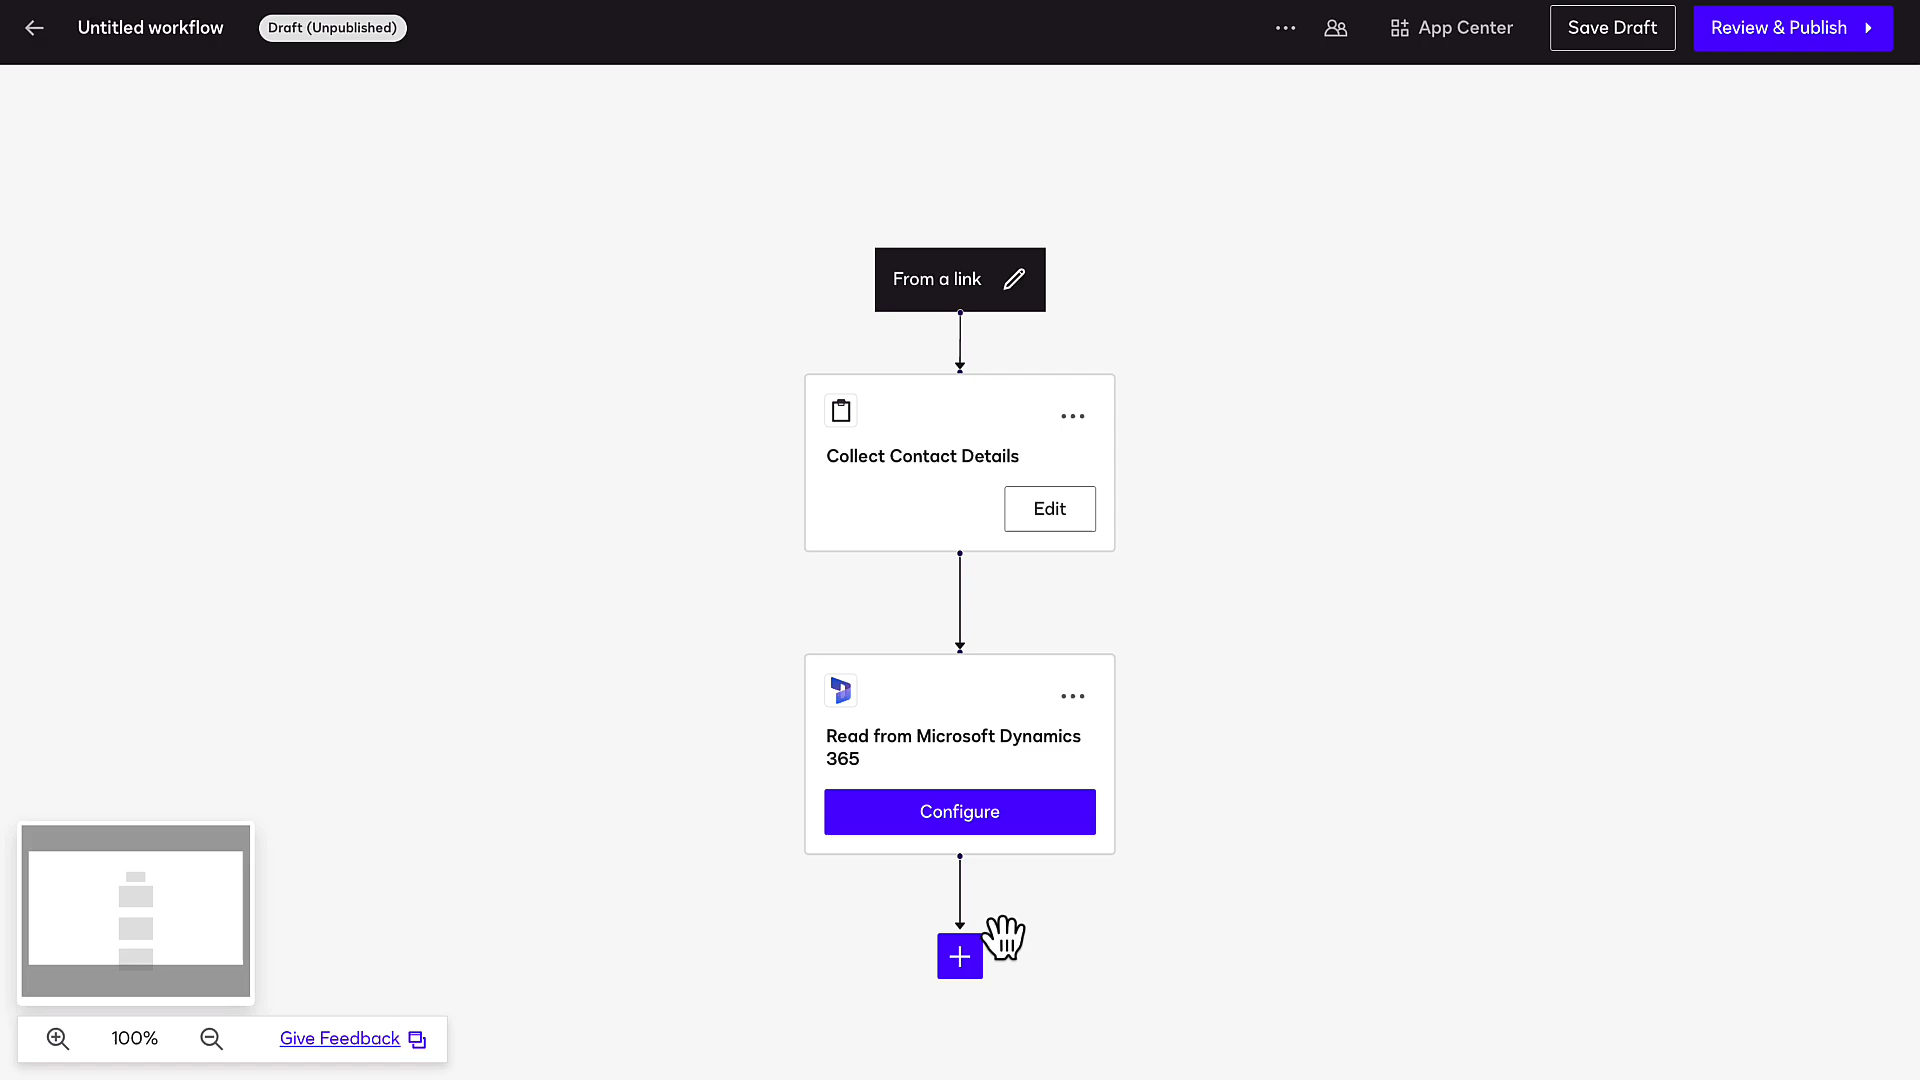 Untitled workflow
Draft (Unpublished)
App Center
Save Draft
Review & Publish
From a link
Collect Contact Details
Edit
Read from Microsoft Dynamics
365
Configure
100%
Give Feedback